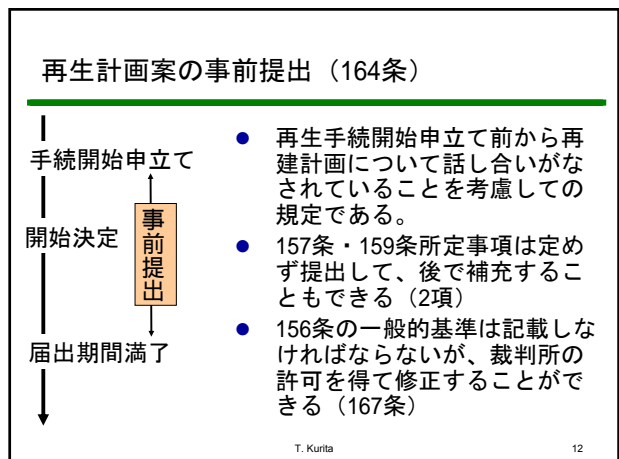 再生計画案の事前提出（164条）
手続開始申立て
開始決定
届出期間満了
事前提出
● 再生手続開始申立て前から再
建計画について話し合いがな
されていることを考慮しての
規定である。
● 157条・159条所定事項は定め
ず提出して、後で補充するこ
ともできる（2項）
● 156条の一般的基準は記載しな
ければならないが、裁判所の
許可を得て修正することがで
きる（167条）
T. Kurita
12